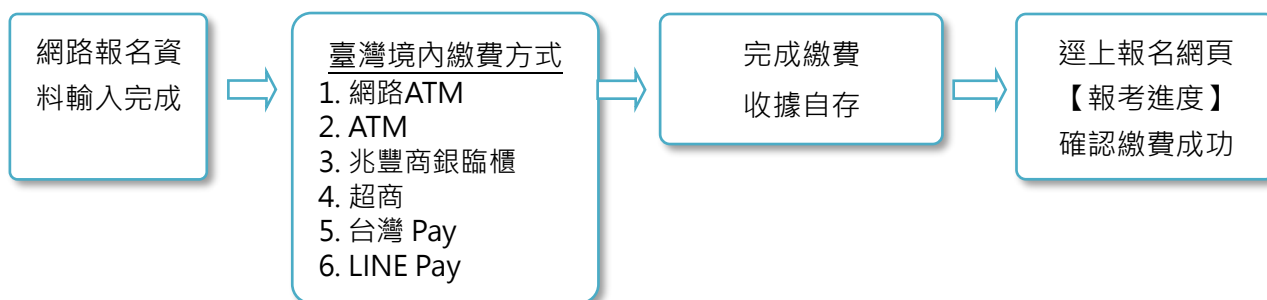 網路報名資
料輸入完成
臺灣境內繳費方式
1. 網路ATM
2. ATM
3. 兆豐商銀臨櫃
4. 超商
5. 台灣 Pay
6. LINE Pay
完成繳費
收據自存
逕上報名網頁
【報考進度】
確認繳費成功